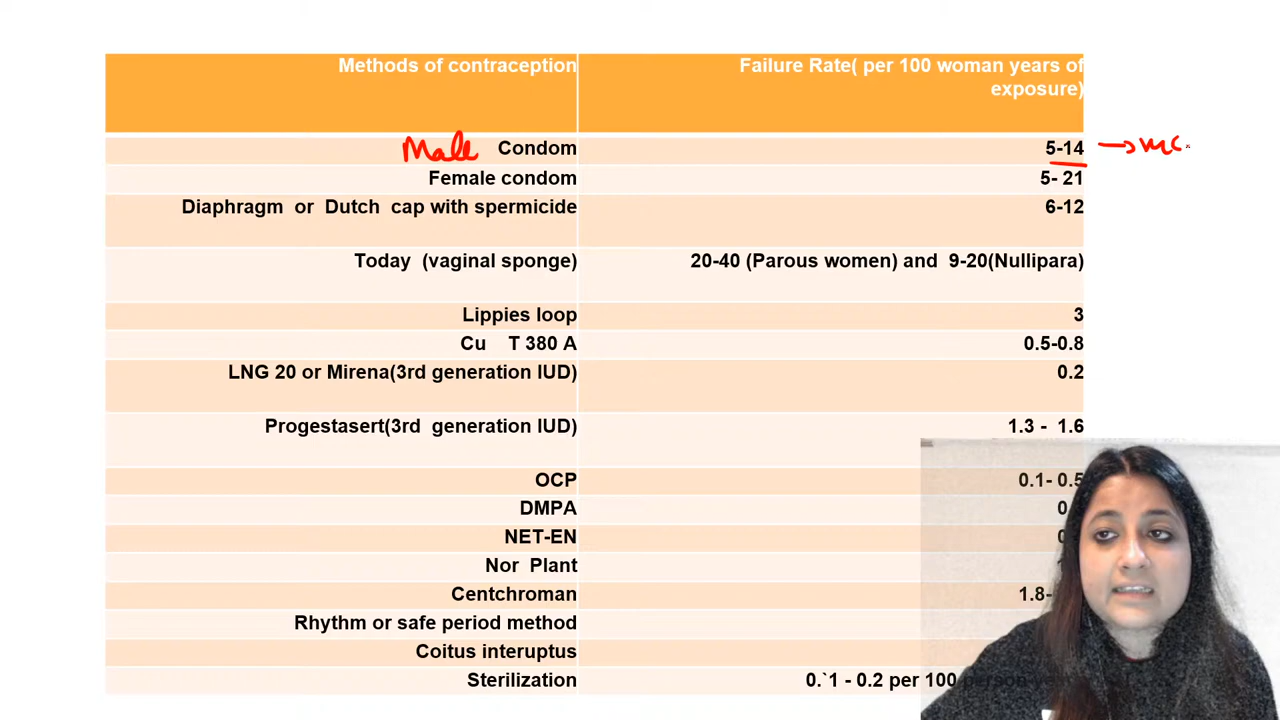 Methods of contraception
Failure Rate( per 100 woman years of
exposure)
Male Condom
5-14 → mc
Female condom
5- 21
Diaphragm or Dutch cap with spermicide
6-12
Today (vaginal sponge)
20-40 (Parous women) and 9-20(Nullipara)
Lippies loop
3
Cu T 380 A
0.5-0.8
LNG 20 or Mirena(3rd generation IUD)
0.2
Progestasert(3rd generation IUD)
1.3 - 1.6
OCP
0.1- 0.5
DMPA
NET-EN
Nor Plant
Centchroman
1.8-
Rhythm or safe period method
Coitus interuptus
Sterilization
0.`1 - 0.2 per 100 person